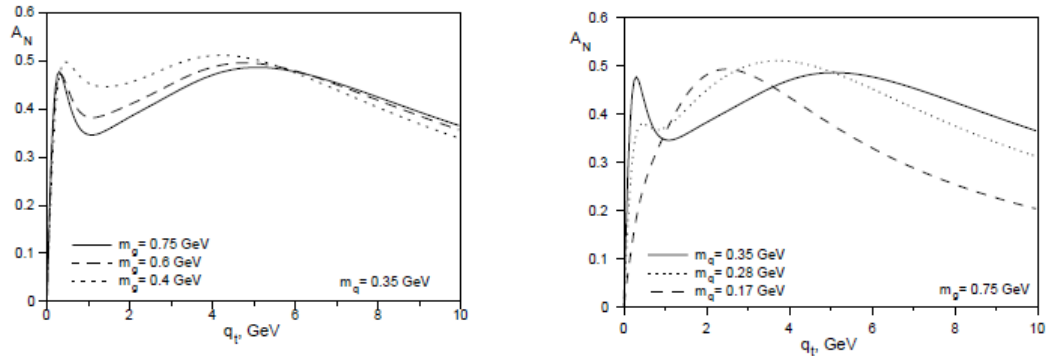 0.6
A_N
0.5
0.4
0.3
0.2
0.1
0
m_g= 0.75 GeV
m_g= 0.6 GeV
m_g= 0.4 GeV
m_q= 0.35 GeV
0 2 4 6 8 10
q_t, GeV
0.6
A_N
0.5
0.4
0.3
0.2
0.1
0
m_q= 0.35 GeV
m_q= 0.28 GeV
m_q= 0.17 GeV
m_g= 0.75 GeV
0 2 4 6 8 10
q_t, GeV